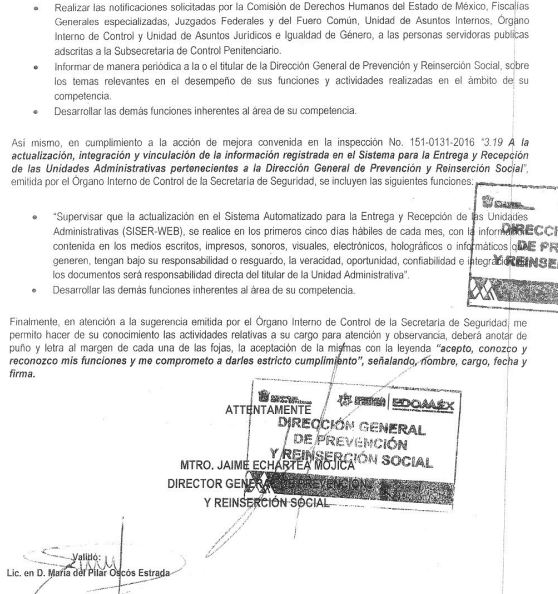 • Realizar las notificaciones solicitadas por la Comisión de Derechos Humanos del Estado de México, Fiscalías
Generales especializadas, Juzgados Federales y del Fuero Común, Unidad de Asuntos Internos, Órgano
Interno de Control y Unidad de Asuntos Jurídicos e Igualdad de Género, a las personas servidoras publicas
adscritas a la Subsecretaria de Control Penitenciario.
• Informar de manera periódica a la o el titular de la Dirección General de Prevención y Reinserción Social, sobre
los temas relevantes en el desempeño de sus funciones y actividades realizadas en el ámbito de su
competencia.
• Desarrollar las demás funciones inherentes al área de su competencia.
Así mismo, en cumplimiento a la acción de mejora convenida en la inspección No. 151-0131-2016 "3.19 A la
actualización, integración y vinculación de la información registrada en el Sistema para la Entrega y Recepción
de las Unidades Administrativas pertenecientes a la Dirección General de Prevención y Reinserción Social",
emitida por el Órgano Interno de Control de la Secretaría de Seguridad, se incluyen las siguientes funciones:
• "Supervisar que la actualización en el Sistema Automatizado para la Entrega y Recepción de las Unidades
Administrativas (SISER-WEB), se realice en los primeros cinco días hábiles de cada mes, con la información
contenida en los medios escritos, impresos, sonoros, visuales, electrónicos, holográficos o informáticos que
generen, tengan bajo su responsabilidad o resguardo, la veracidad, oportunidad, confiabilidad e integración
los documentos será responsabilidad directa del titular de la Unidad Administrativa".
• Desarrollar las demás funciones inherentes al área de su competencia.
DIRECCI
DE PR
Y REINSE
Finalmente, en atención a la sugerencia emitida por el Órgano Interno de Control de la Secretaría de Seguridad, me
permito hacer de su conocimiento las actividades relativas a su cargo para atención y observancia, deberá anotar de
puño y letra al margen de cada una de las fojas, la aceptación de la mismas con la leyenda "acepto, conozco y
reconozco mis funciones y me comprometo a darles estricto cumplimiento", señalando, nombre, cargo, fecha y
firma.
EDOMÉX
ATTENTAMENTE
DIRECCIÓN GENERAL
DE PREVENCIÓN
Y REINSERCIÓN SOCIAL
MTRO. JAIME ECHARTEA MOJICA
DIRECTOR GENERAL DE PREVENCIÓN
Y REINSERCIÓN SOCIAL
Validó:
Lic. en D. María del Pilar Oscós Estrada